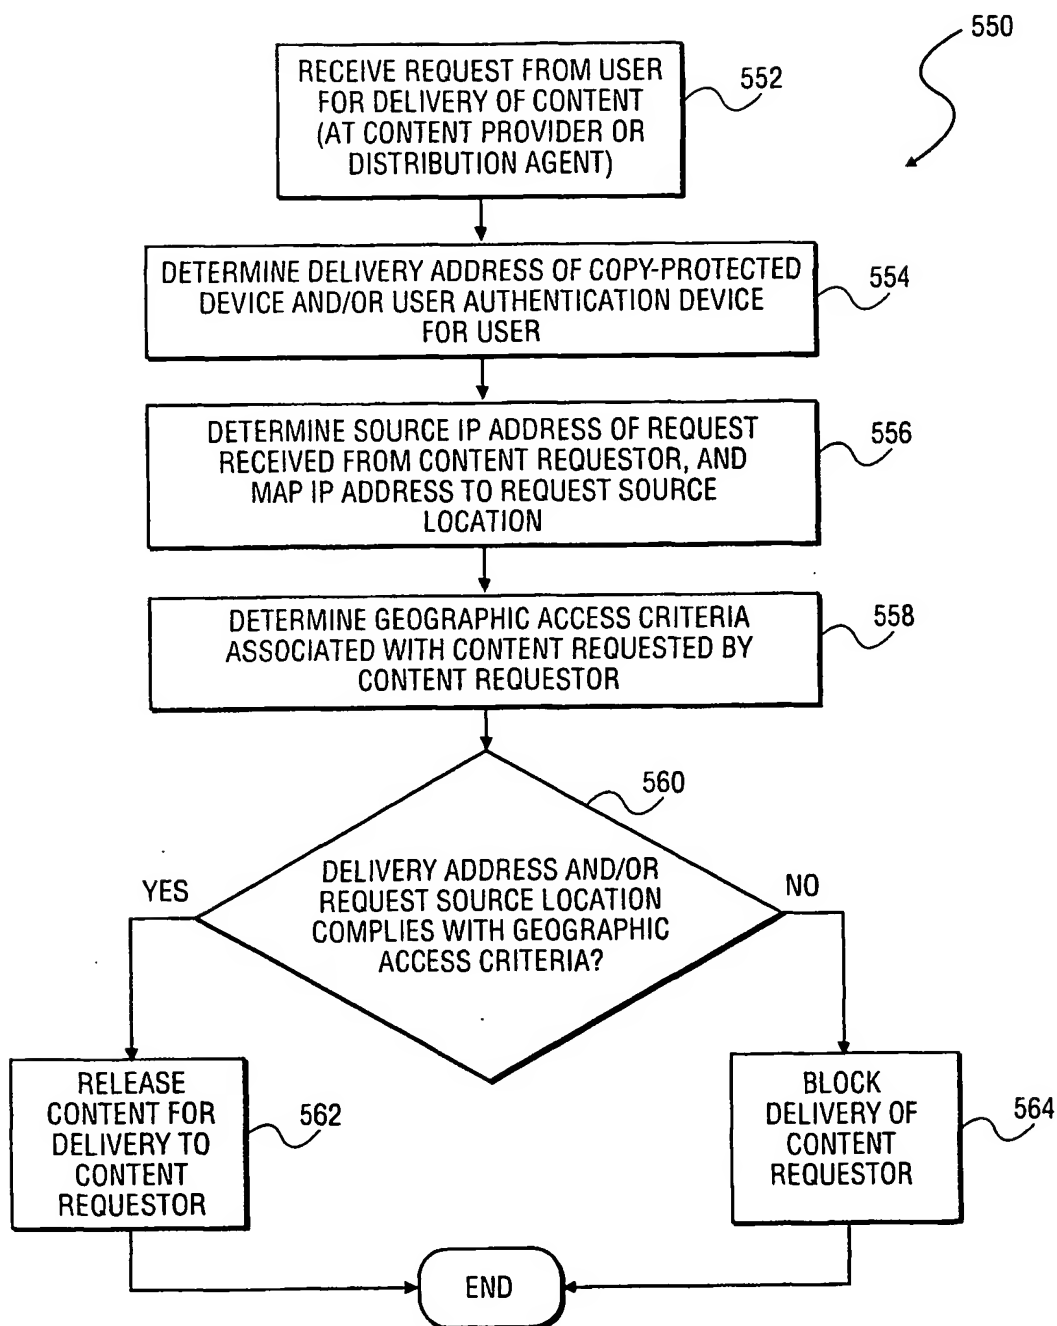 550
RECEIVE REQUEST FROM USER
FOR DELIVERY OF CONTENT
(AT CONTENT PROVIDER OR
DISTRIBUTION AGENT)
552
DETERMINE DELIVERY ADDRESS OF COPY-PROTECTED
DEVICE AND/OR USER AUTHENTICATION DEVICE
FOR USER
554
DETERMINE SOURCE IP ADDRESS OF REQUEST
RECEIVED FROM CONTENT REQUESTOR, AND
MAP IP ADDRESS TO REQUEST SOURCE
LOCATION
556
DETERMINE GEOGRAPHIC ACCESS CRITERIA
ASSOCIATED WITH CONTENT REQUESTED BY
CONTENT REQUESTOR
558
560
DELIVERY ADDRESS AND/OR
REQUEST SOURCE LOCATION
COMPLIES WITH GEOGRAPHIC
ACCESS CRITERIA?
YES
NO
RELEASE
CONTENT FOR
DELIVERY TO
CONTENT
REQUESTOR
562
BLOCK
DELIVERY OF
CONTENT
REQUESTOR
564
END